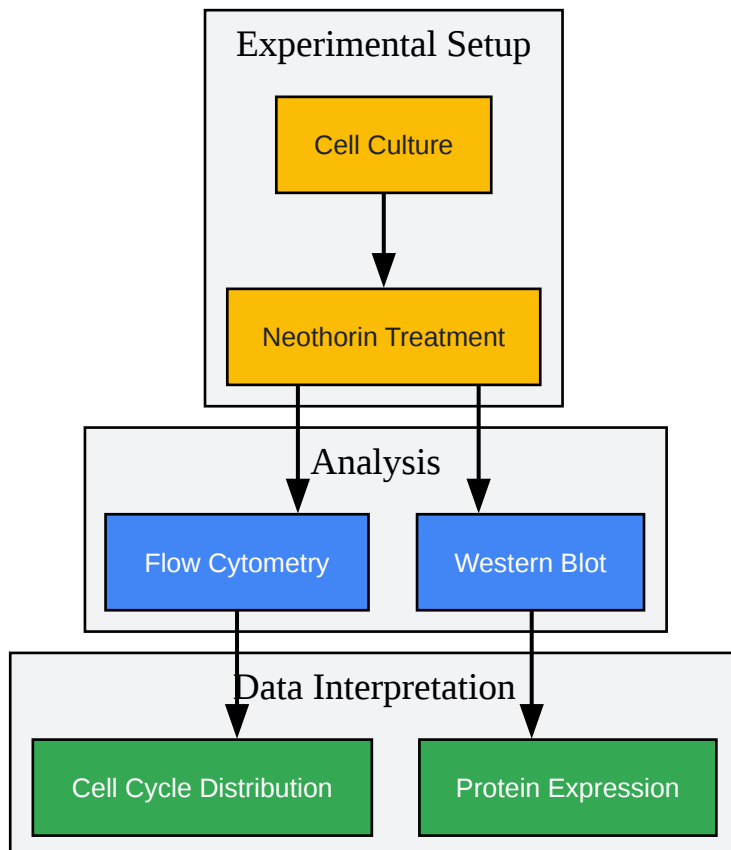 Experimental Setup
Cell Culture
Neothorin Treatment
Analysis
Flow Cytometry
Western Blot
Data Interpretation
Cell Cycle Distribution
Protein Expression